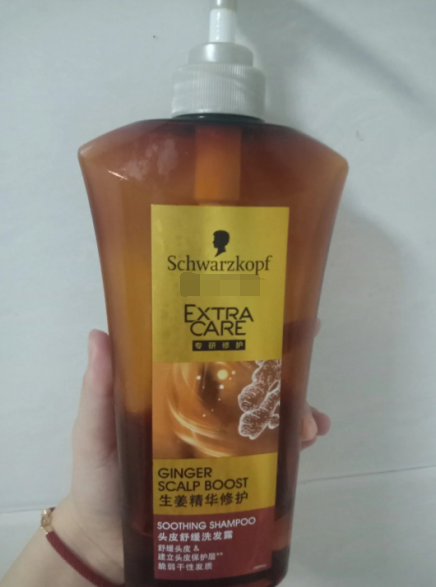 Schwarzkopf
EXTRA
CARE
专研修护
GINGER
SCALP BOOST
生姜精华修护
SOOTHING SHAMPOO
头皮舒缓洗发露
舒缓头皮 &
建立头皮保护层**
脆弱干性发质